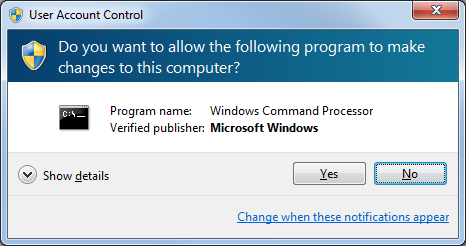 User Account Control
Do you want to allow the following program to make
changes to this computer?
C:\_
Program name: Windows Command Processor
Verified publisher: Microsoft Windows
Show details
Yes
No
Change when these notifications appear